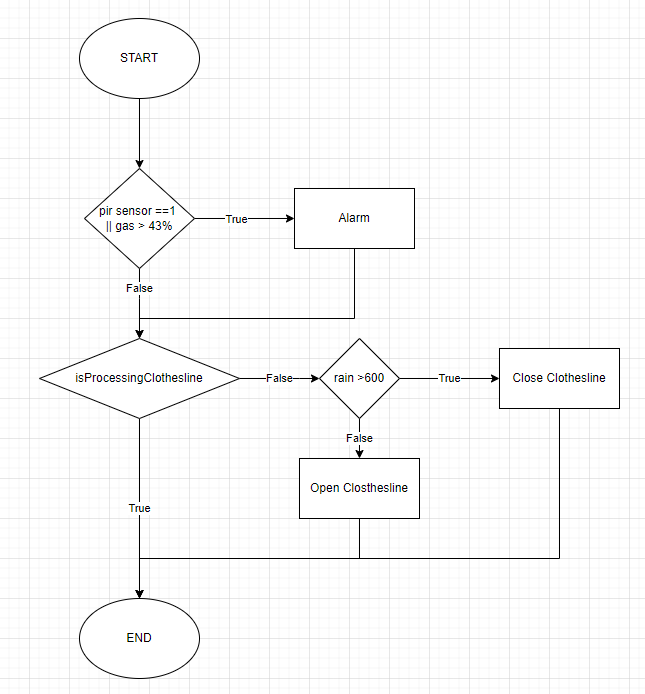 START
pir sensor ==1
|| gas > 43%
True
Alarm
False
isProcessingClothesline
False
rain >600
True
Close Clothesline
False
Open Closthesline
True
END